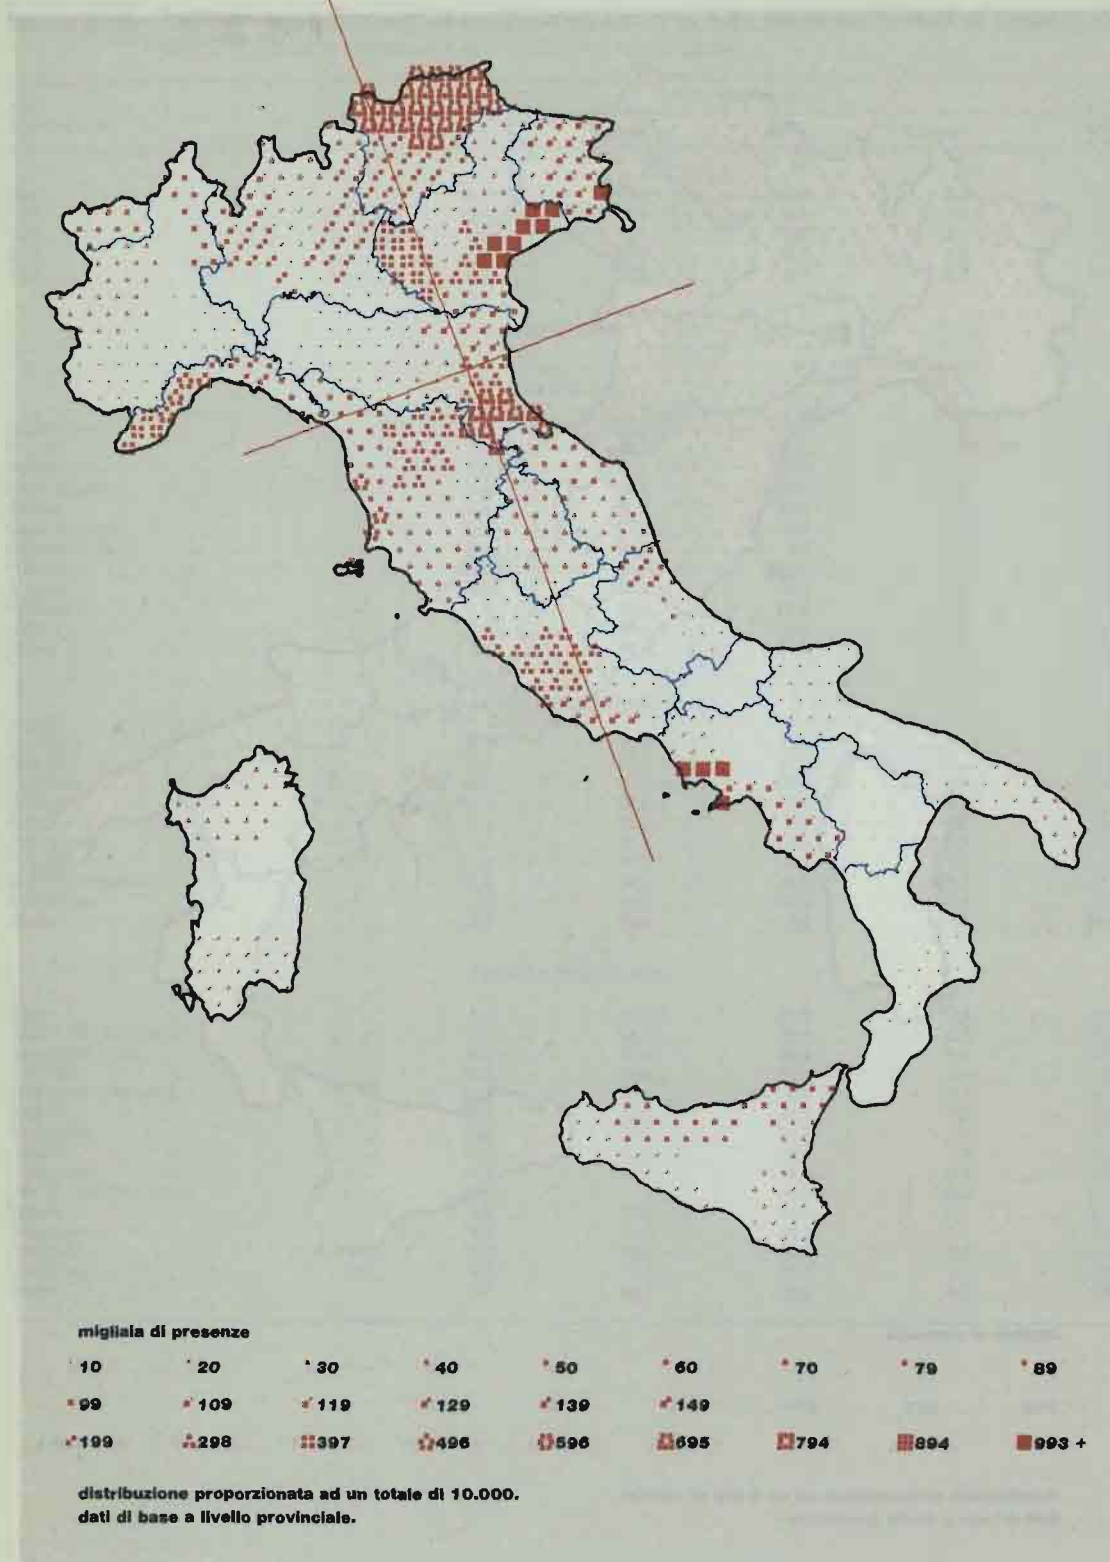 migliaia di presenze
10 20 30 40 50 60 70 79 89
99 109 119 129 139 149
199 298 397 496 596 695 794 894 993 +
distribuzione proporzionata ad un totale di 10.000.
dati di base a livello provinciale.